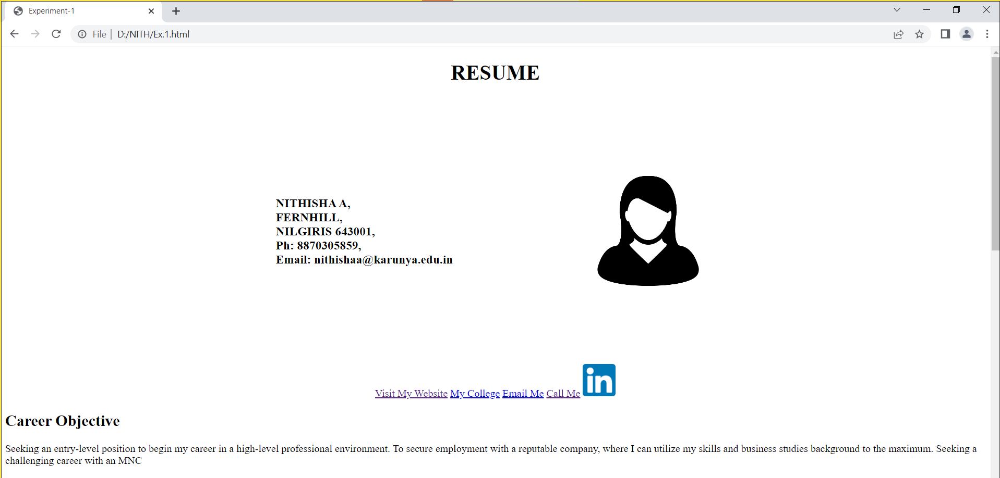 Experiment-1
File | D:/NITH/Ex.1.html
RESUME
NITHISHA A,
FERNHILL,
NILGIRIS 643001,
Ph: 8870305859,
Email: nithishaa@karunya.edu.in
Visit My Website My College Email Me Call Me in
Career Objective
Seeking an entry-level position to begin my career in a high-level professional environment. To secure employment with a reputable company, where I can utilize my skills and business studies background to the maximum. Seeking a
challenging career with an MNC